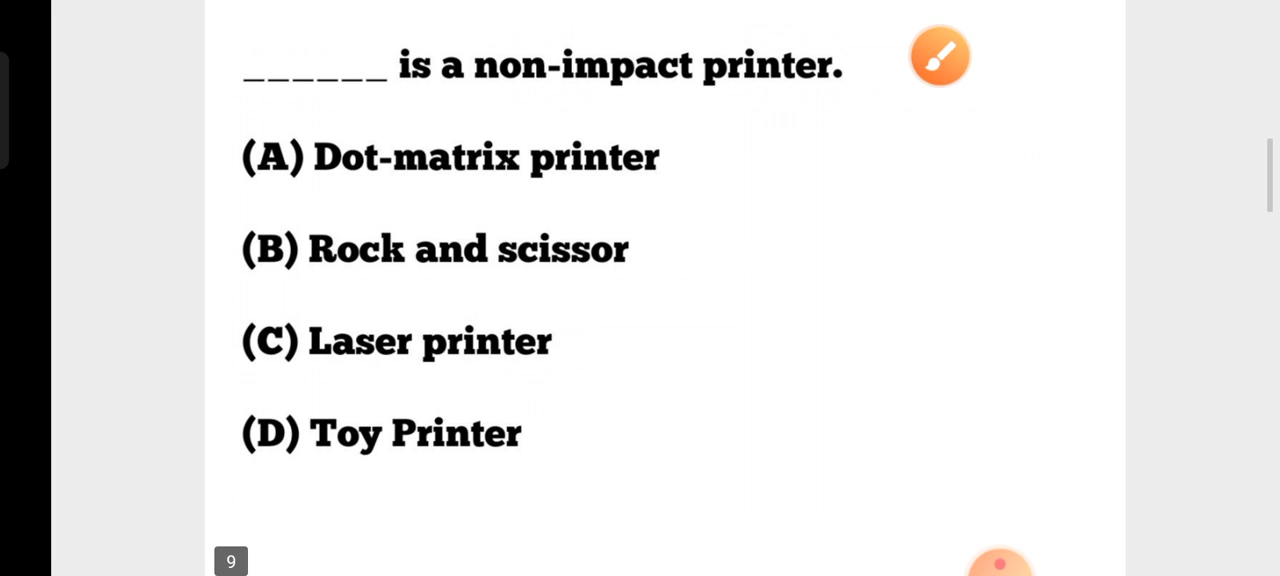 ______ is a non-impact printer.
(A) Dot-matrix printer
(B) Rock and scissor
(C) Laser printer
(D) Toy Printer
9